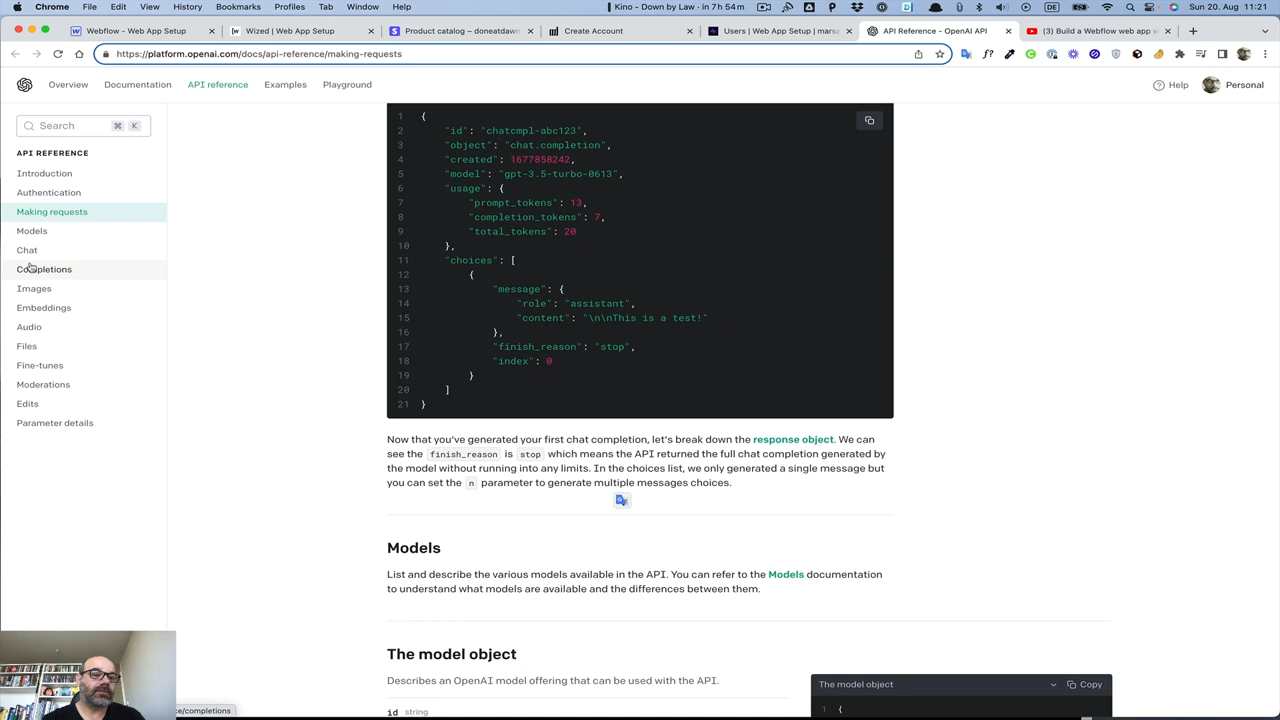 Chrome File Edit View History Bookmarks Profiles Tab Window Help
Kino - Down by Law • in 7 h 54 m
DE
Sun 20. Aug 11:21
Webflow - Web App Setup
Wized | Web App Setup
Product catalog – doneatdawn
Create Account
Users | Web App Setup | marsa
API Reference - OpenAI API
(3) Build a Webflow web app w
https://platform.openai.com/docs/api-reference/making-requests
Overview Documentation API reference Examples Playground
Help Personal
Search ⌘ K
API REFERENCE
Introduction
Authentication
Making requests
Models
Chat
Completions
Images
Embeddings
Audio
Files
Fine-tunes
Moderations
Edits
Parameter details
1 {
2 "id": "chatcmpl-abc123",
3 "object": "chat.completion",
4 "created": 1677858242,
5 "model": "gpt-3.5-turbo-0613",
6 "usage": {
7 "prompt_tokens": 13,
8 "completion_tokens": 7,
9 "total_tokens": 20
10 },
11 "choices": [
12 {
13 "message": {
14 "role": "assistant",
15 "content": "\n\nThis is a test!"
16 },
17 "finish_reason": "stop",
18 "index": 0
19 }
20 ]
21 }
Now that you've generated your first chat completion, let's break down the response object. We can
see the finish_reason is stop which means the API returned the full chat completion generated by
the model without running into any limits. In the choices list, we only generated a single message but
you can set the n parameter to generate multiple messages choices.
Models
List and describe the various models available in the API. You can refer to the Models documentation
to understand what models are available and the differences between them.
The model object
Describes an OpenAI model offering that can be used with the API.
id string
The model object Copy
1 {
ce/completions